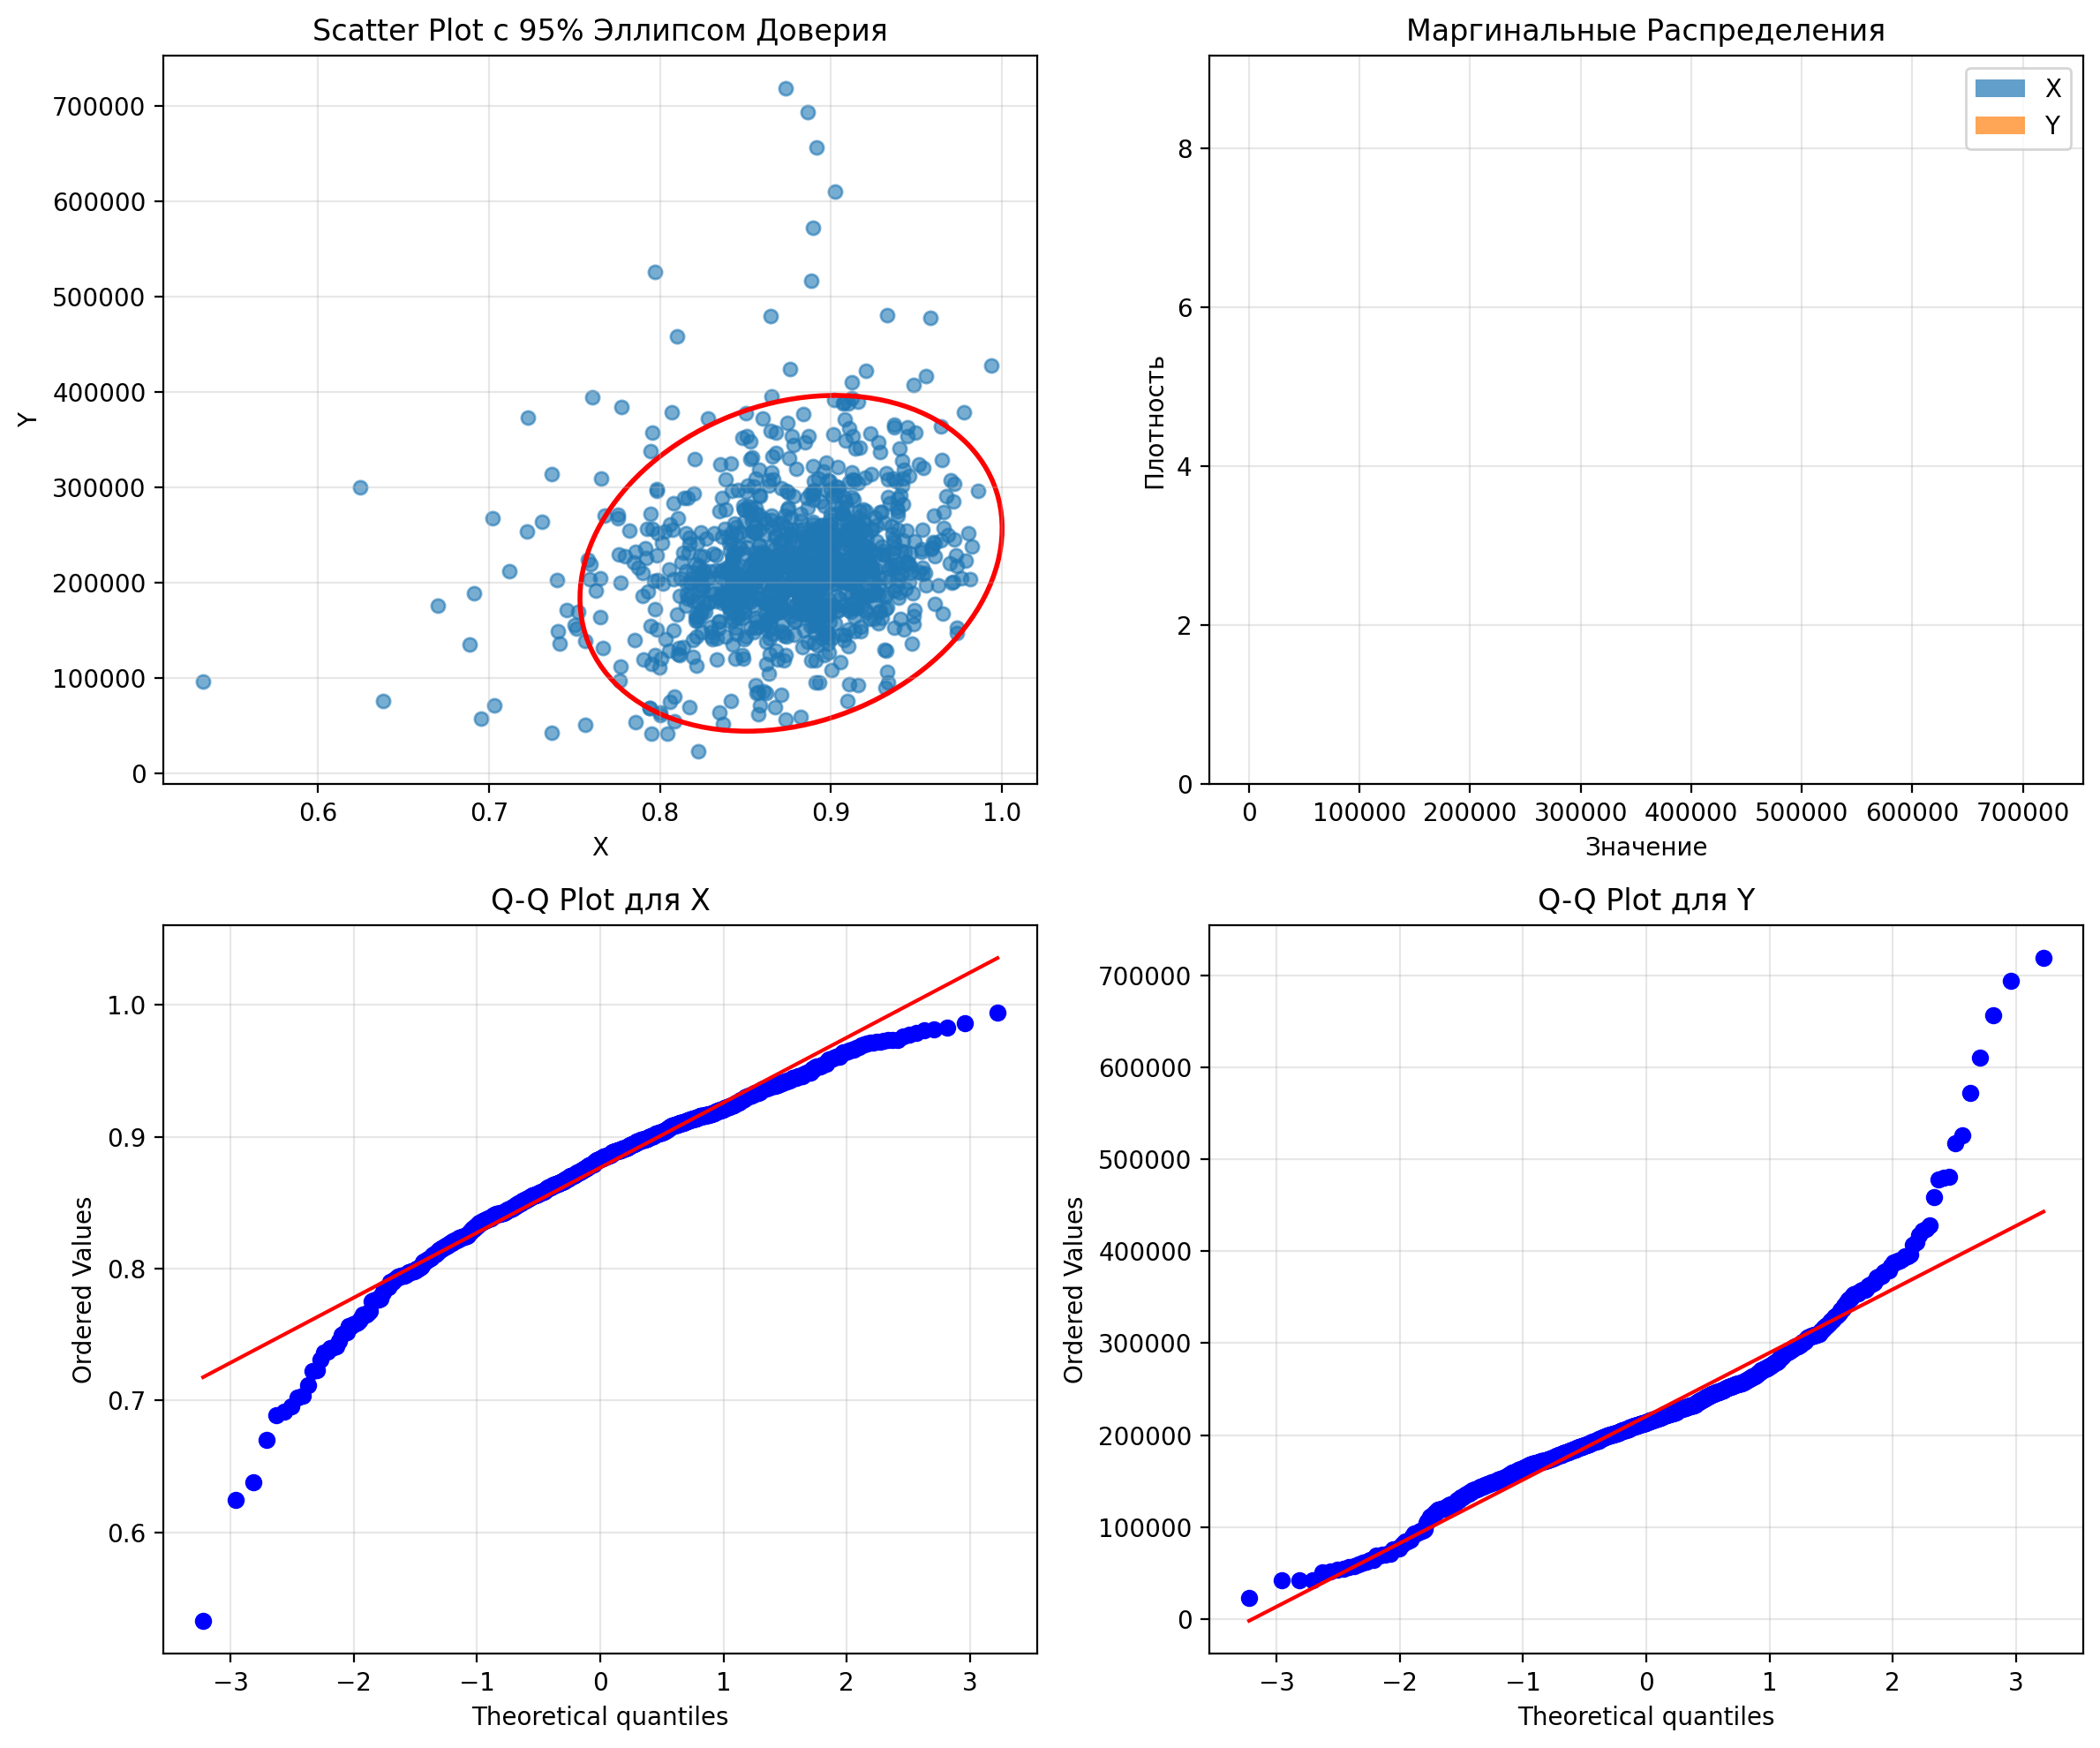 Scatter Plot с 95% Эллипсом Доверия
700000
600000
500000
400000
300000
200000
100000
0
Y
0.6 0.7 0.8 0.9 1.0
X
Маргинальные Распределения
X
Y
8
6
4
2
0
Плотность
0 100000 200000 300000 400000 500000 600000 700000
Значение
Q-Q Plot для X
1.0
0.9
0.8
0.7
0.6
Ordered Values
−3 −2 −1 0 1 2 3
Theoretical quantiles
Q-Q Plot для Y
700000
600000
500000
400000
300000
200000
100000
0
Ordered Values
−3 −2 −1 0 1 2 3
Theoretical quantiles